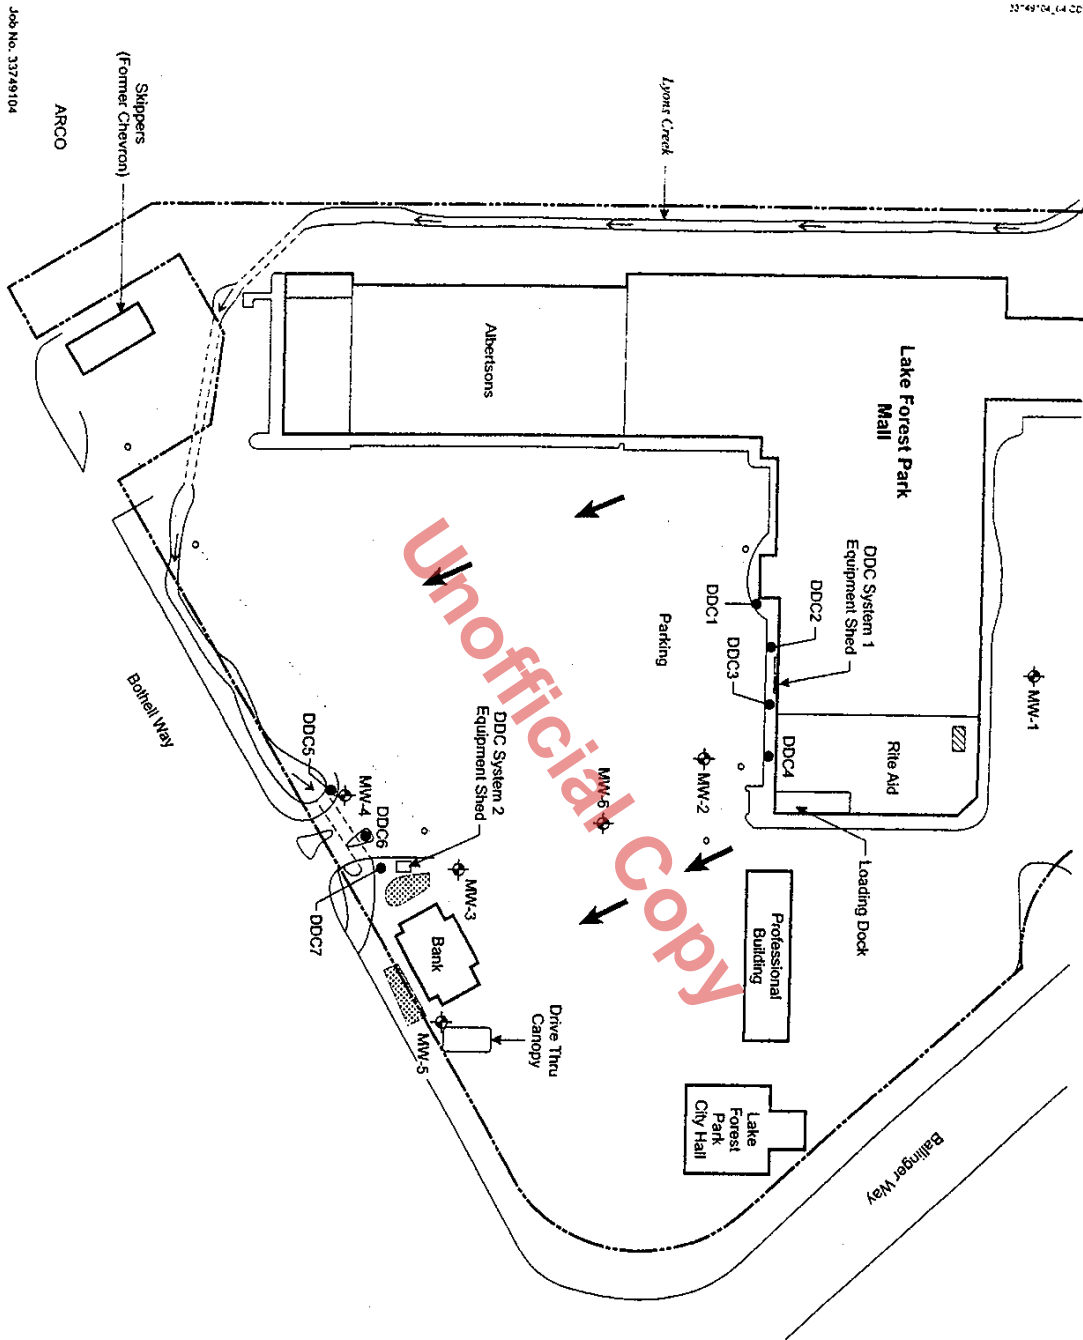 Job No. 33749104
ARCO
Skippers
(Former Chevron)
Lyons Creek
Albertsons
Lake Forest Park
Mall
DDC System 1
Equipment Shed
DDC2
DDC1
DDC3
DDC4
Parking
MW-1
Rite Aid
MW-2
MW-6
Loading Dock
Bothell Way
DDC5
MW-4
DDC6
DDC System 2
Equipment Shed
MW-3
DDC7
Bank
Professional
Building
Drive Thru
Canopy
MW-5
Lake
Forest
Park
City Hall
Ballinger Way
Unofficial Copy